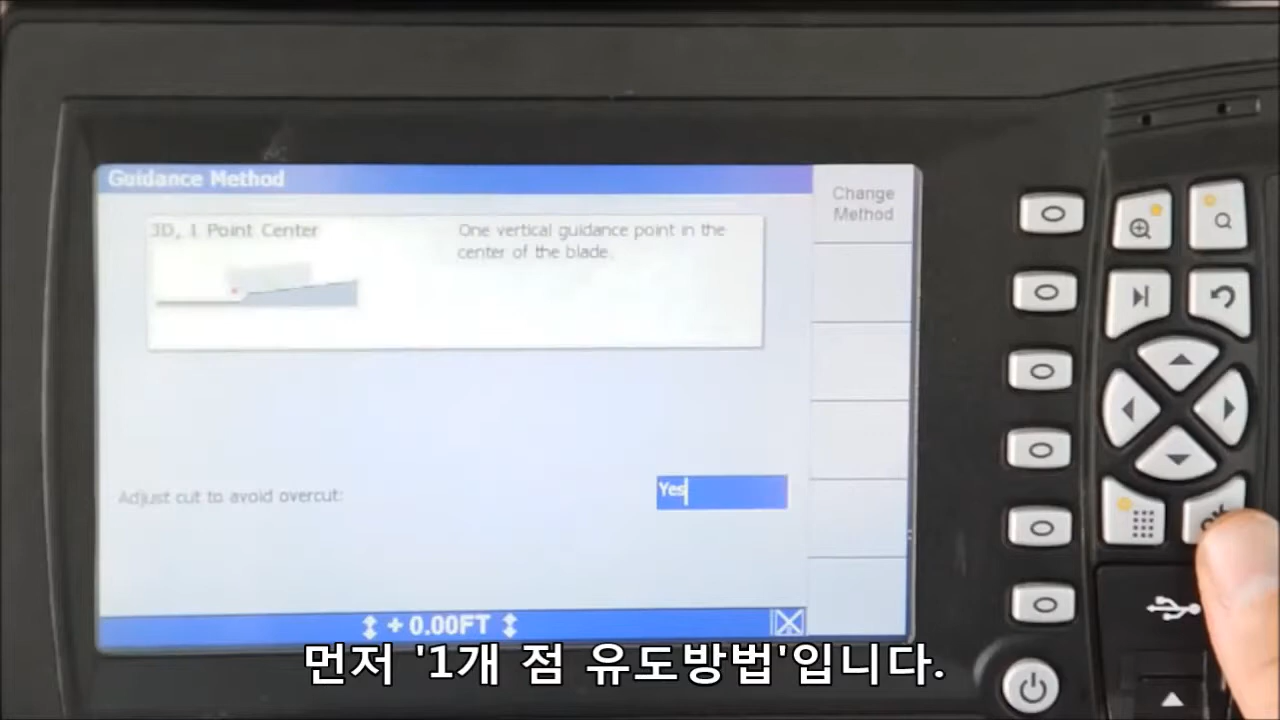 Guidance Method
Change
Method
3D, 1 Point Center
One vertical guidance point in the
center of the blade.
Adjust cut to avoid overcut:
Yes
+ 0.00FT
먼저 '1개 점 유도방법'입니다.